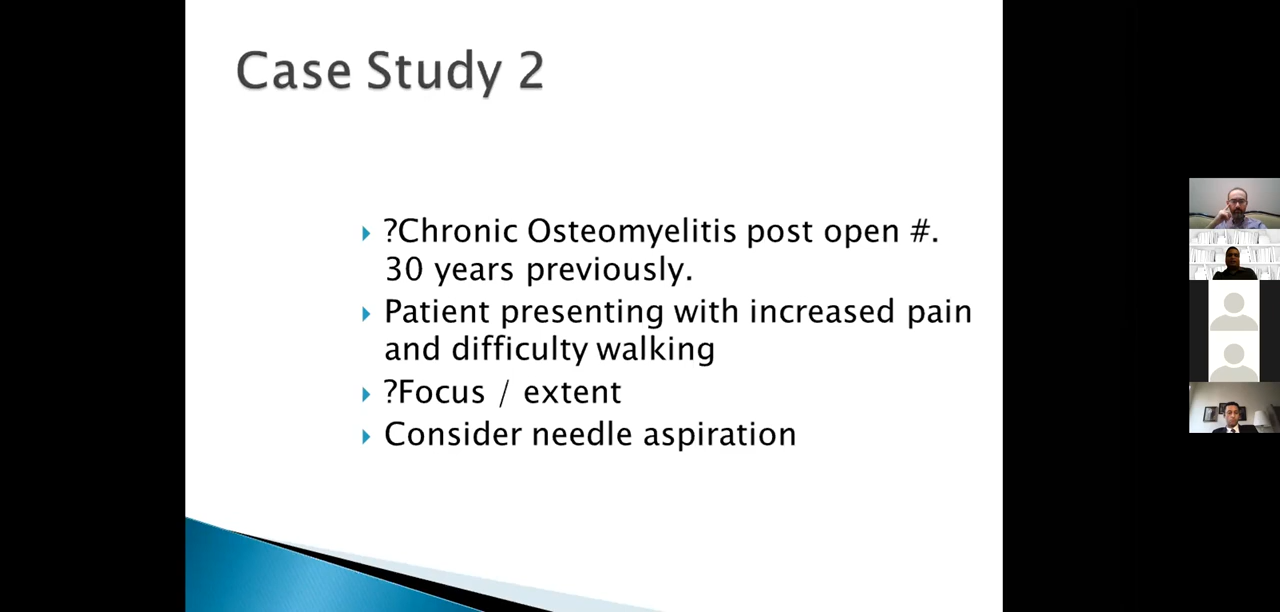 Case Study 2
?Chronic Osteomyelitis post open #.
30 years previously.
Patient presenting with increased pain
and difficulty walking
?Focus / extent
Consider needle aspiration